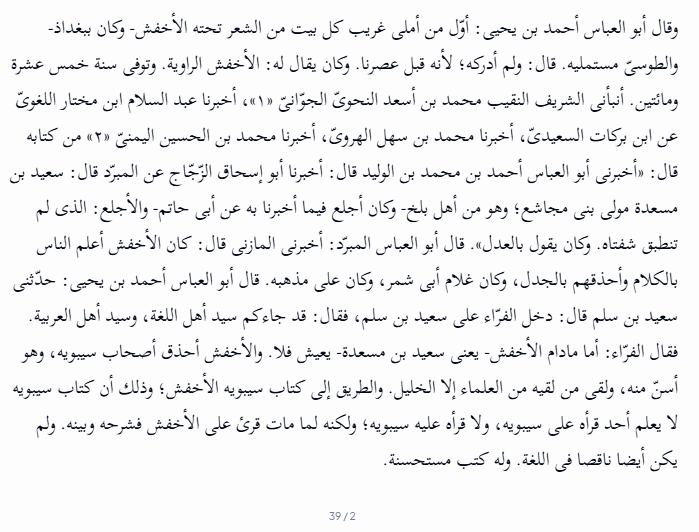 وقال أبو العباس أحمد بن يحيى: أوّل من أملى غريب كل بيت من الشعر تحته الأخفش- وكان ببغداذ-
والطوسىّ مستمليه. قال: ولم أدركه؛ لأنه قبل عصرنا. وكان يقال له: الأخفش الراوية. وتوفى سنة خمس عشرة
ومائتين. أنبأنى الشريف النقيب محمد بن أسعد النحوىّ الجوّانىّ «١»، أخبرنا عبد السلام ابن مختار اللغوىّ
عن ابن بركات السعيدىّ، أخبرنا محمد بن سهل الهروىّ، أخبرنا محمد بن الحسين اليمنىّ «٢» من كتابه
قال: «أخبرنى أبو العباس أحمد بن محمد بن الوليد قال: أخبرنا أبو إسحاق الزّجّاج عن المبرّد قال: سعيد بن
مسعدة مولى بنى مجاشع؛ وهو من أهل بلخ- وكان أجلع فيما أخبرنا به عن أبى حاتم- والأجلع: الذى لم
تنطبق شفتاه. وكان يقول بالعدل». قال أبو العباس المبرّد: أخبرنى المازنى قال: كان الأخفش أعلم الناس
بالكلام وأحذقهم بالجدل، وكان غلام أبى شمر، وكان على مذهبه. قال أبو العباس أحمد بن يحيى: حدّثنى
سعيد بن سلم قال: دخل الفرّاء على سعيد بن سلم، فقال: قد جاءكم سيد أهل اللغة، وسيد أهل العربية.
فقال الفرّاء: أما مادام الأخفش- يعنى سعيد بن مسعدة- يعيش فلا. والأخفش أحذق أصحاب سيبويه، وهو
أسنّ منه، ولقى من لقيه من العلماء إلا الخليل. والطريق إلى كتاب سيبويه الأخفش؛ وذلك أن كتاب سيبويه
لا يعلم أحد قرأه على سيبويه، ولا قرأه عليه سيبويه؛ ولكنه لما مات قرئ على الأخفش فشرحه وبينه. ولم
يكن أيضا ناقصا فى اللغة. وله كتب مستحسنة.
39 / 2